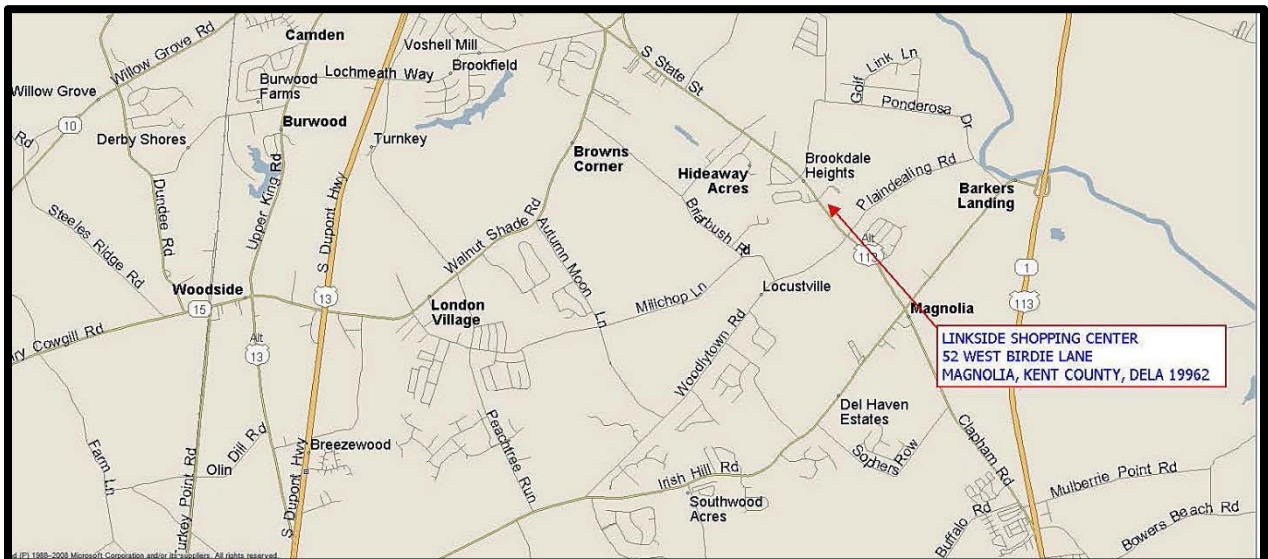 Camden
Willow Grove Rd
Voshell Mill
S State St
Golf Link Ln
Lochmeath Way
Brookfield
Burwood
Farms
Willow Grove
Ponderosa Dr
10
Rd
Derby Shores
Burwood
Turnkey
Browns
Corner
Brookdale
Heights
Hideaway
Acres
Plaindealing Rd
Barkers
Landing
Dundee Rd
Upper King Rd
S Dupont Hwy
Walnut Shade Rd
Autumn Moon Ln
Briarbush Rd
Steeles Ridge Rd
Alt
113
1
113
Woodside
15
13
London
Village
Millchop Ln
Locustville
Magnolia
ry Cowgill Rd
Alt
13
Woodlytown Rd
LINKSIDE SHOPPING CENTER
52 WEST BIRDIE LANE
MAGNOLIA, KENT COUNTY, DELA 19962
Del Haven
Estates
Clapham Rd
Peachtree Run
Breezewood
Farm Ln
Olin
Dill Rd
Turkey Point Rd
S Dupont Hwy
Irish Hill Rd
Sophers Row
Southwood
Acres
Mulberrie Point Rd
Buffalo Rd
Bowers Beach Rd
d (P) 1988-2008 Microsoft Corporation and/or its suppliers. All rights reserved.